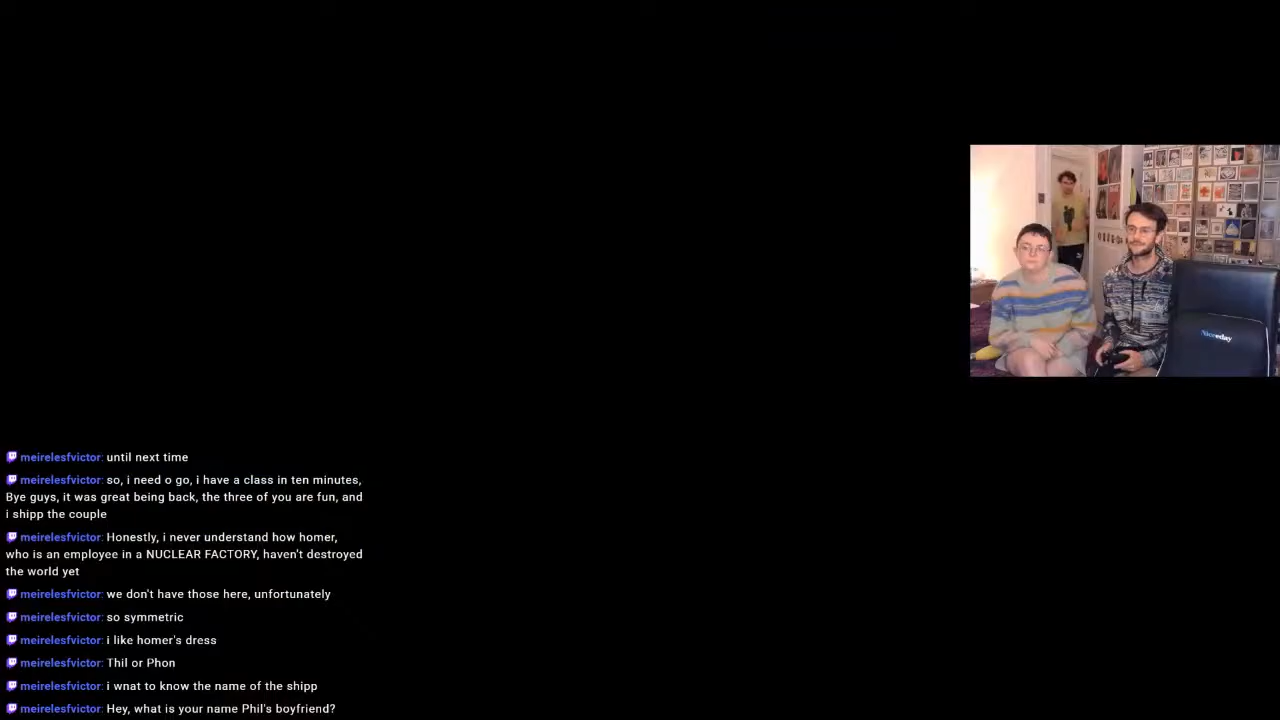 meirelesfvictor: until next time
meirelesfvictor: so, i need o go, i have a class in ten minutes,
Bye guys, it was great being back, the three of you are fun, and
i shipp the couple
meirelesfvictor: Honestly, i never understand how homer,
who is an employee in a NUCLEAR FACTORY, haven't destroyed
the world yet
meirelesfvictor: we don't have those here, unfortunately
meirelesfvictor: so symmetric
meirelesfvictor: i like homer's dress
meirelesfvictor: Thil or Phon
meirelesfvictor: i wnat to know the name of the shipp
meirelesfvictor: Hey, what is your name Phil's boyfriend?